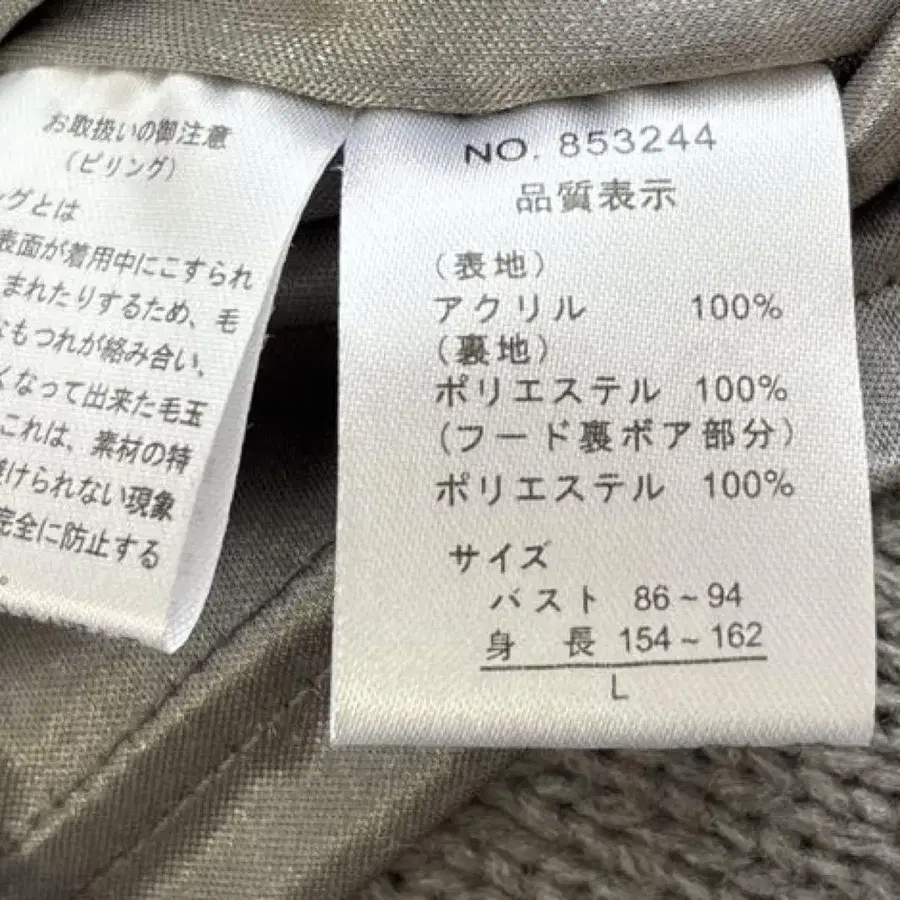 お取扱いの御注意
(ピリング)
ングとは
表面が着用中にこすられ
まれたりするため、毛
なもつれが絡み合い、
くなって出来た毛玉
これは、素材の特
避けられない現象
完全に防止する
。
NO. 853244
品質表示
(表地)
アクリル 100%
(裏地)
ポリエステル 100%
(フード裏ボア部分)
ポリエステル 100%
サイズ
バスト 86~94
身 長 154~162
L